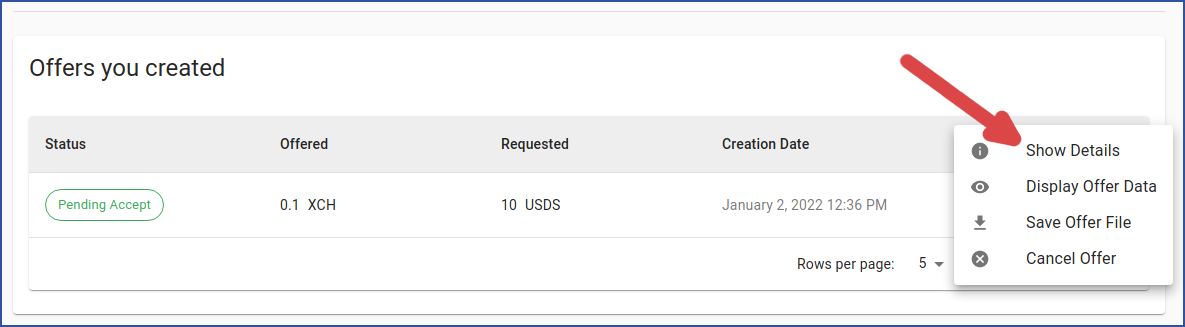 Offers you created
Status Offered Requested Creation Date
Show Details
Display Offer Data
Pending Accept 0.1 XCH 10 USDS January 2, 2022 12:36 PM
Save Offer File
Cancel Offer
Rows per page: 5